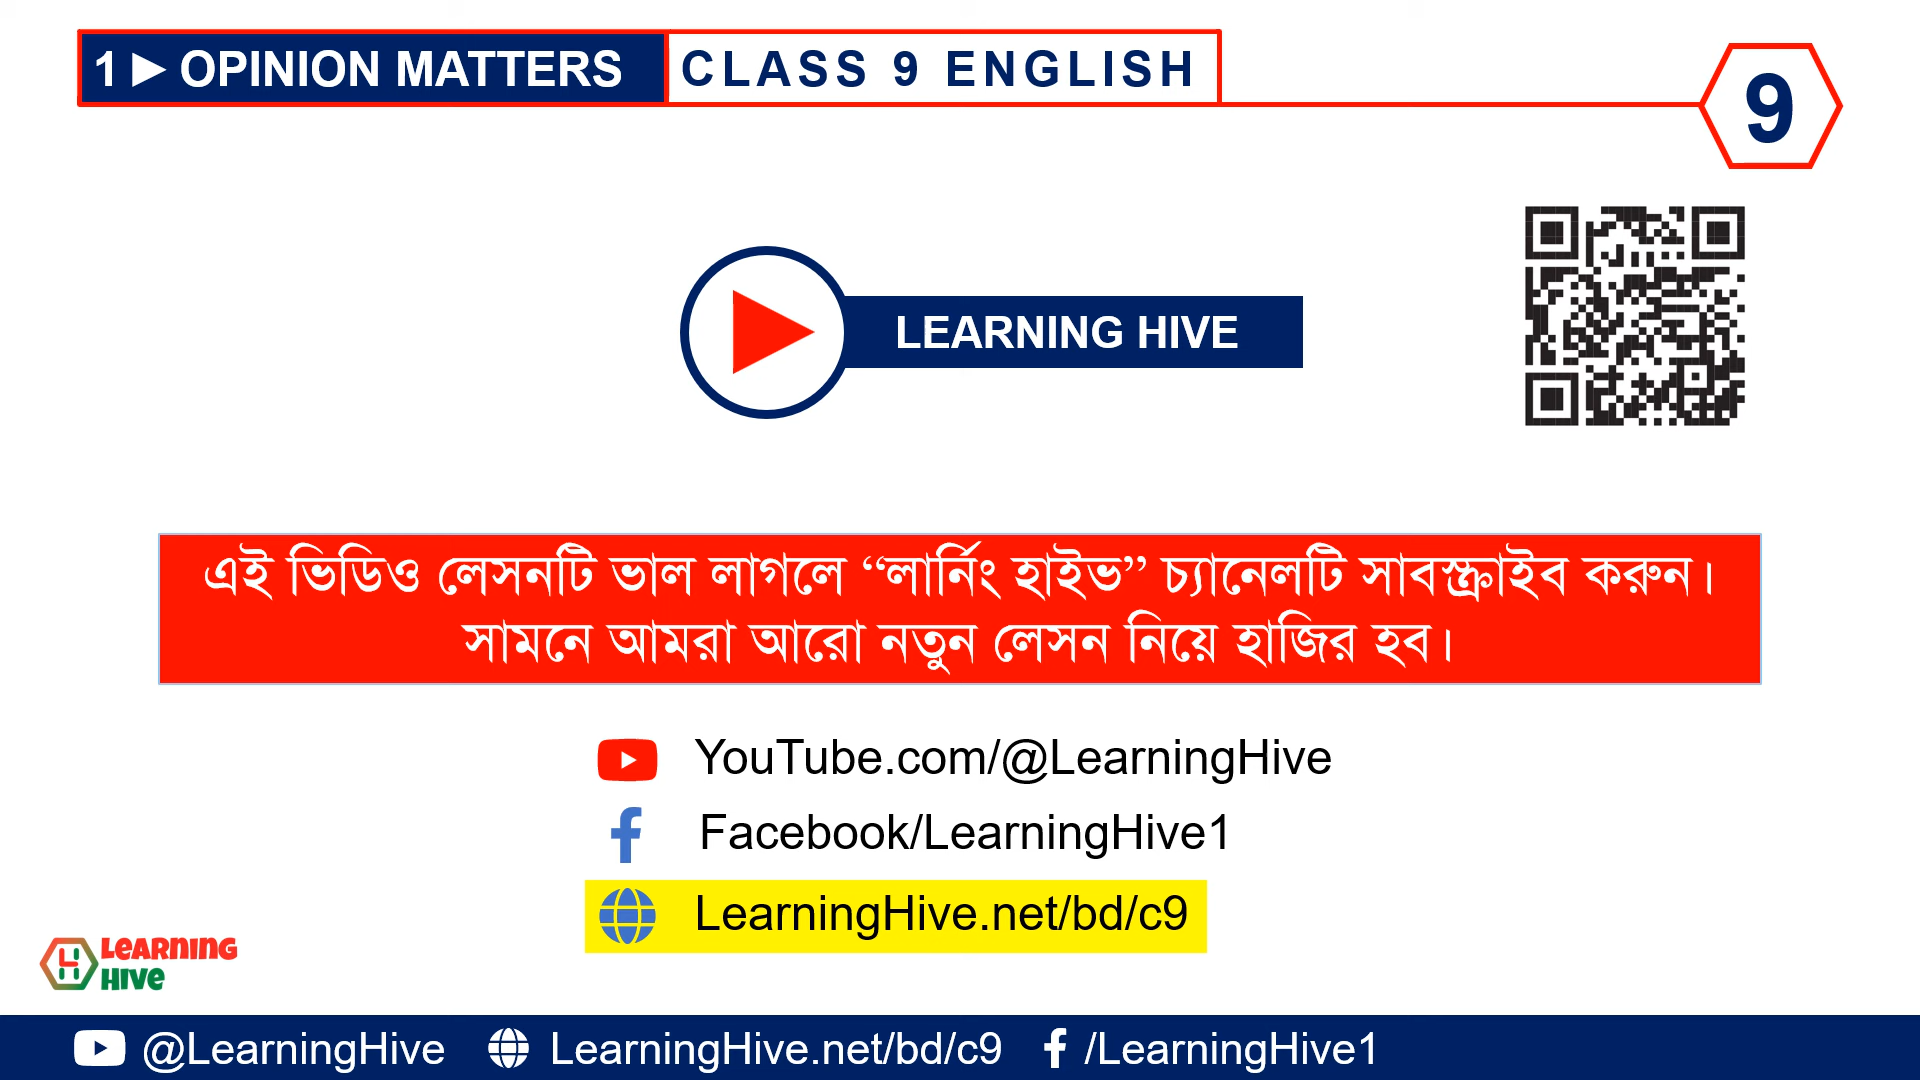 1 ► OPINION MATTERS CLASS 9 ENGLISH
9
LEARNING HIVE
এই ভিডিও লেসনটি ভাল লাগলে “লার্নিং হাইভ” চ্যানেলটি সাবস্ক্রাইব করুন।
সামনে আমরা আরো নতুন লেসন নিয়ে হাজির হব।
YouTube.com/@LearningHive
Facebook/LearningHive1
LearningHive.net/bd/c9
LEARNING
HIVE
@LearningHive LearningHive.net/bd/c9 /LearningHive1